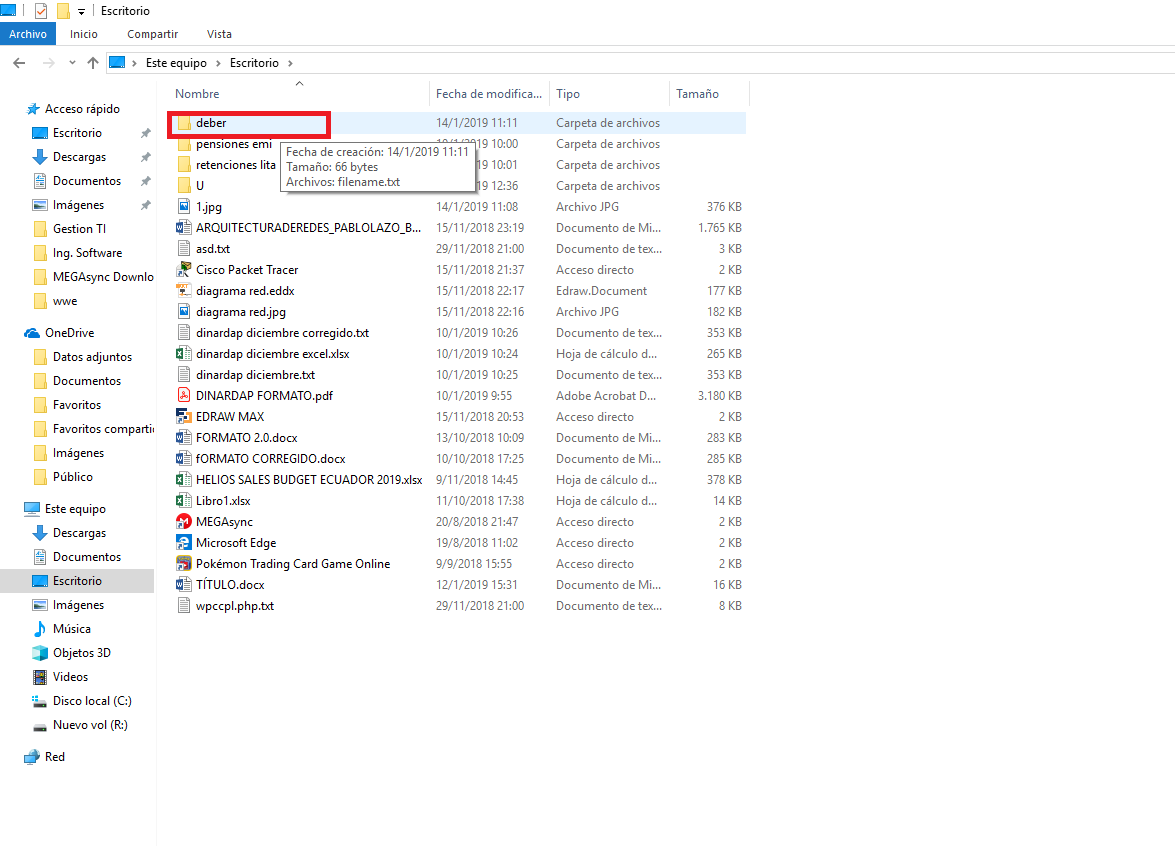 Escritorio
Archivo Inicio Compartir Vista
Este equipo Escritorio
Nombre Fecha de modifica... Tipo Tamaño
Acceso rápido
Escritorio
Descargas
Documentos
Imágenes
Gestion TI
Ing. Software
MEGAsync Downlo
wwe
OneDrive
Datos adjuntos
Documentos
Favoritos
Favoritos comparti
Imágenes
Público
Este equipo
Descargas
Documentos
Escritorio
Imágenes
Música
Objetos 3D
Videos
Disco local (C:)
Nuevo vol (R:)
Red
deber 14/1/2019 11:11 Carpeta de archivos
pensiones emi 10:00 Carpeta de archivos
retenciones lita 10:01 Carpeta de archivos
U 12:36 Carpeta de archivos
Fecha de creación: 14/1/2019 11:11
Tamaño: 66 bytes
Archivos: filename.txt
1.jpg 14/1/2019 11:08 Archivo JPG 376 KB
ARQUITECTURADEREDES_PABLOLAZO_B... 15/11/2018 23:19 Documento de Mi... 1.765 KB
asd.txt 29/11/2018 21:00 Documento de tex... 3 KB
Cisco Packet Tracer 15/11/2018 21:37 Acceso directo 2 KB
diagrama red.eddx 15/11/2018 22:17 Edraw.Document 177 KB
diagrama red.jpg 15/11/2018 22:16 Archivo JPG 182 KB
dinardap diciembre corregido.txt 10/1/2019 10:26 Documento de tex... 353 KB
dinardap diciembre excel.xlsx 10/1/2019 10:24 Hoja de cálculo d... 265 KB
dinardap diciembre.txt 10/1/2019 10:25 Documento de tex... 353 KB
DINARDAP FORMATO.pdf 10/1/2019 9:55 Adobe Acrobat D... 3.180 KB
EDRAW MAX 15/11/2018 20:53 Acceso directo 2 KB
FORMATO 2.0.docx 13/10/2018 10:09 Documento de Mi... 283 KB
fORMATO CORREGIDO.docx 10/10/2018 17:25 Documento de Mi... 285 KB
HELIOS SALES BUDGET ECUADOR 2019.xlsx 9/11/2018 14:45 Hoja de cálculo d... 378 KB
Libro1.xlsx 11/10/2018 17:38 Hoja de cálculo d... 14 KB
MEGAsync 20/8/2018 21:47 Acceso directo 2 KB
Microsoft Edge 19/8/2018 11:02 Acceso directo 2 KB
Pokémon Trading Card Game Online 9/9/2018 15:55 Acceso directo 2 KB
TÍTULO.docx 12/1/2019 15:31 Documento de Mi... 16 KB
wpccpl.php.txt 29/11/2018 21:00 Documento de tex... 8 KB